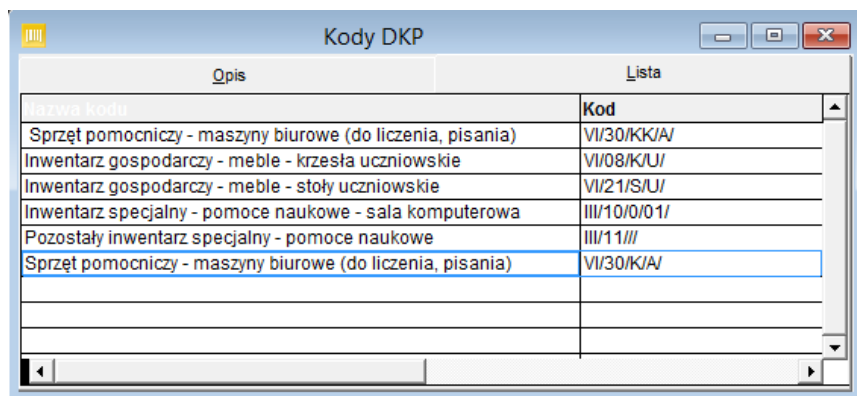 Kody DKP
Opis Lista
Nazwa kodu Kod
Sprzęt pomocniczy - maszyny biurowe (do liczenia, pisania) VI/30/KK/A/
Inwentarz gospodarczy - meble - krzesła uczniowskie VI/08/K/U/
Inwentarz gospodarczy - meble - stoły uczniowskie VI/21/S/U/
Inwentarz specjalny - pomoce naukowe - sala komputerowa III/10/0/01/
Pozostały inwentarz specjalny - pomoce naukowe III/11///
Sprzęt pomocniczy - maszyny biurowe (do liczenia, pisania) VI/30/K/A/